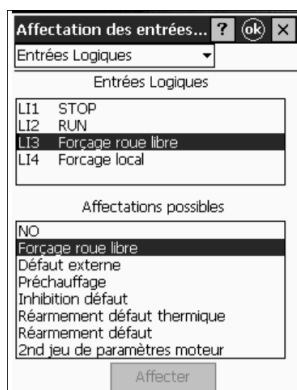 Affectation des entrées... ? ok ×
Entrées Logiques
Entrées Logiques
LI1 STOP
LI2 RUN
LI3 Forçage roue libre
LI4 Forcage local
Affectations possibles
NO
Forçage roue libre
Défaut externe
Préchauffage
Inhibition défaut
Réarmement défaut thermique
Réarmement défaut
2nd jeu de paramètres moteur
Affecter